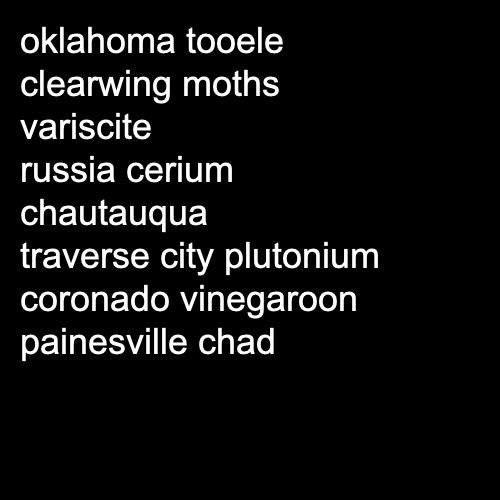 oklahoma tooele
clearwing moths
variscite
russia cerium
chautauqua
traverse city plutonium
coronado vinegaroon
painesville chad